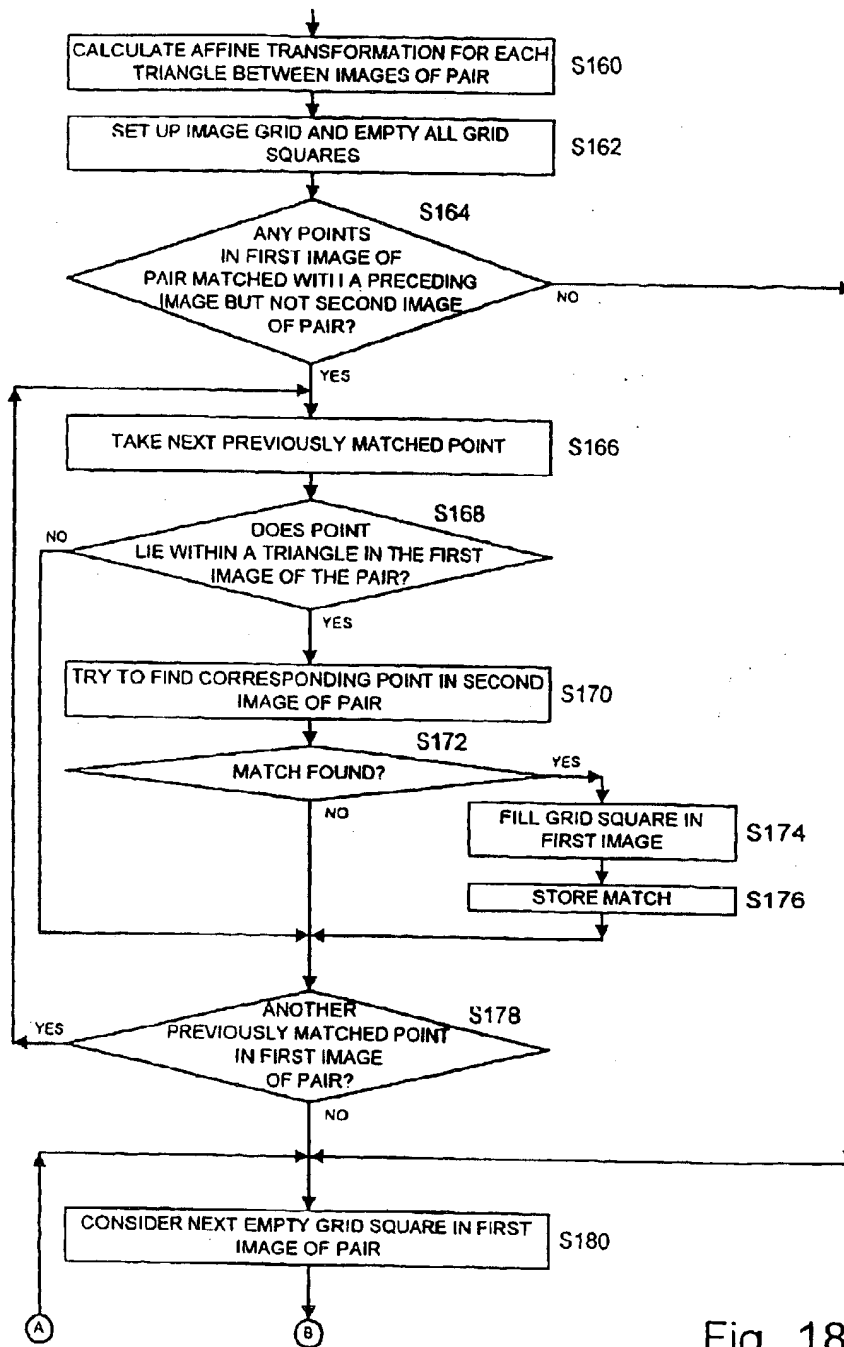 CALCULATE AFFINE TRANSFORMATION FOR EACH
TRIANGLE BETWEEN IMAGES OF PAIR
S160
SET UP IMAGE GRID AND EMPTY ALL GRID
SQUARES
S162
S164
ANY POINTS
IN FIRST IMAGE OF
PAIR MATCHED WITH A PRECEDING
IMAGE BUT NOT SECOND IMAGE
OF PAIR?
NO
YES
TAKE NEXT PREVIOUSLY MATCHED POINT
S166
S168
NO
DOES POINT
LIE WITHIN A TRIANGLE IN THE FIRST
IMAGE OF THE PAIR?
YES
TRY TO FIND CORRESPONDING POINT IN SECOND
IMAGE OF PAIR
S170
S172
MATCH FOUND?
YES
NO
FILL GRID SQUARE IN
FIRST IMAGE
S174
STORE MATCH
S176
S178
YES
ANOTHER
PREVIOUSLY MATCHED POINT
IN FIRST IMAGE
OF PAIR?
NO
CONSIDER NEXT EMPTY GRID SQUARE IN FIRST
IMAGE OF PAIR
S180
A
B
Fig. 18